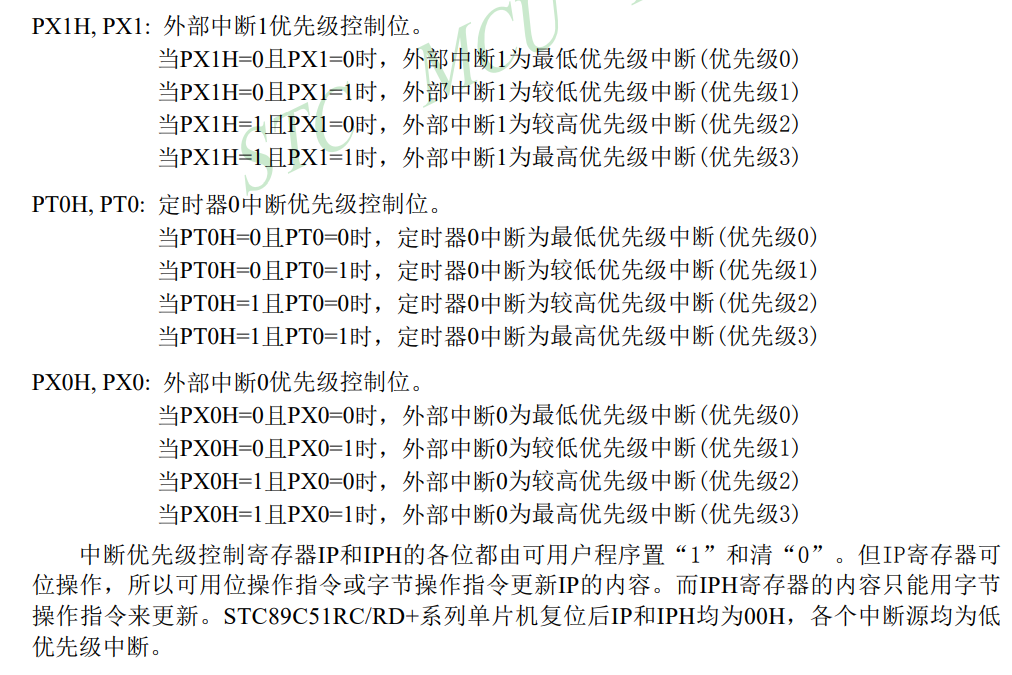 PX1H, PX1: 外部中断1优先级控制位。
当PX1H=0且PX1=0时，外部中断1为最低优先级中断(优先级0)
当PX1H=0且PX1=1时，外部中断1为较低优先级中断(优先级1)
当PX1H=1且PX1=0时，外部中断1为较高优先级中断(优先级2)
当PX1H=1且PX1=1时，外部中断1为最高优先级中断(优先级3)
PT0H, PT0: 定时器0中断优先级控制位。
当PT0H=0且PT0=0时，定时器0中断为最低优先级中断(优先级0)
当PT0H=0且PT0=1时，定时器0中断为较低优先级中断(优先级1)
当PT0H=1且PT0=0时，定时器0中断为较高优先级中断(优先级2)
当PT0H=1且PT0=1时，定时器0中断为最高优先级中断(优先级3)
PX0H, PX0: 外部中断0优先级控制位。
当PX0H=0且PX0=0时，外部中断0为最低优先级中断(优先级0)
当PX0H=0且PX0=1时，外部中断0为较低优先级中断(优先级1)
当PX0H=1且PX0=0时，外部中断0为较高优先级中断(优先级2)
当PX0H=1且PX0=1时，外部中断0为最高优先级中断(优先级3)
中断优先级控制寄存器IP和IPH的各位都由可用户程序置“1”和清“0”。但IP寄存器可
位操作，所以可用位操作指令或字节操作指令更新IP的内容。而IPH寄存器的内容只能用字节
操作指令来更新。STC89C51RC/RD+系列单片机复位后IP和IPH均为00H，各个中断源均为低
优先级中断。
STC MCU